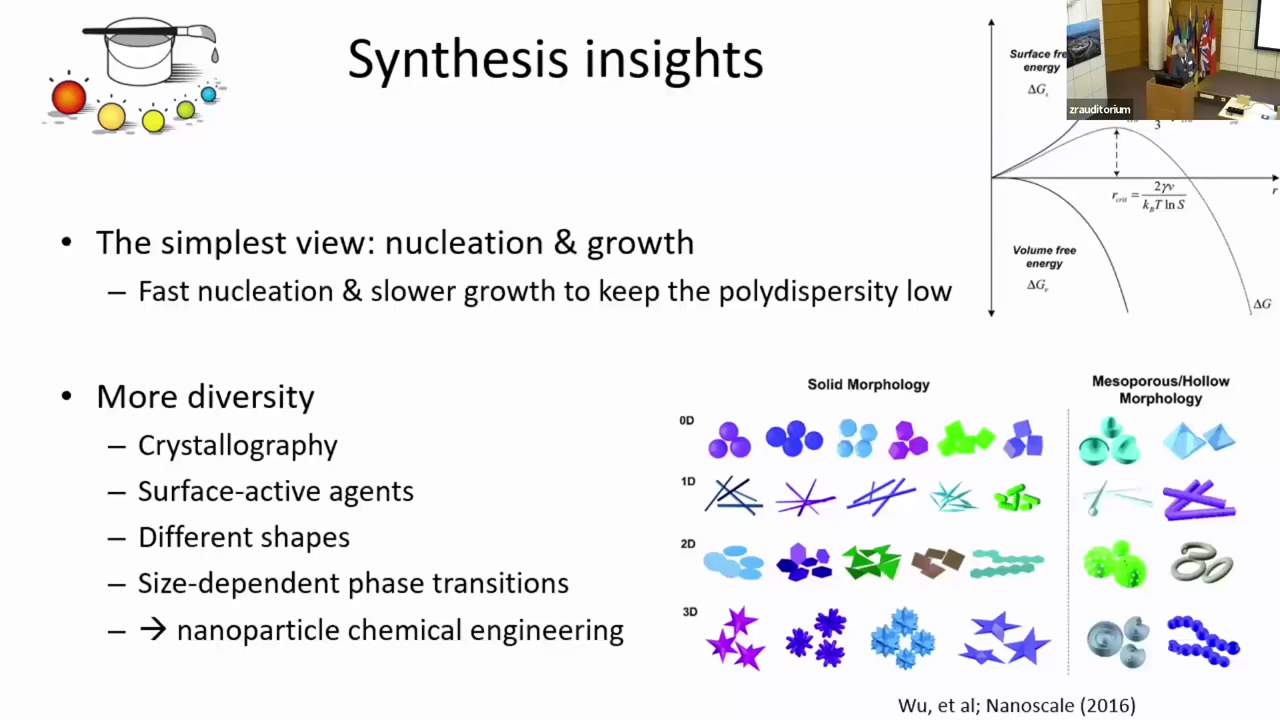 Synthesis insights
Surface fre
energy
ΔGs
zrauditorium
3
r
r_crit = 2γv / k_B T ln S
Volume free
energy
ΔGv
ΔG
• The simplest view: nucleation & growth
– Fast nucleation & slower growth to keep the polydispersity low
• More diversity
– Crystallography
– Surface-active agents
– Different shapes
– Size-dependent phase transitions
– → nanoparticle chemical engineering
Solid Morphology
Mesoporous/Hollow
Morphology
0D
1D
2D
3D
Wu, et al; Nanoscale (2016)